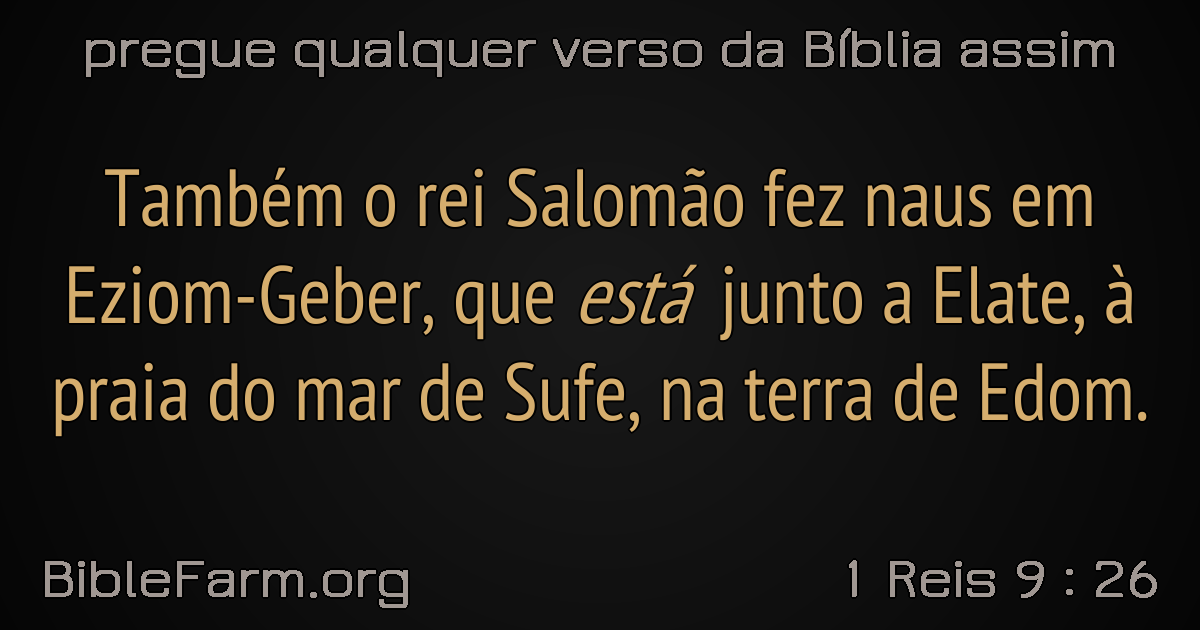 pregue qualquer verso da Bíblia assim
Também o rei Salomão fez naus em
Eziom-Geber, que está junto a Elate, à
praia do mar de Sufe, na terra de Edom.
BibleFarm.org
1 Reis 9 : 26